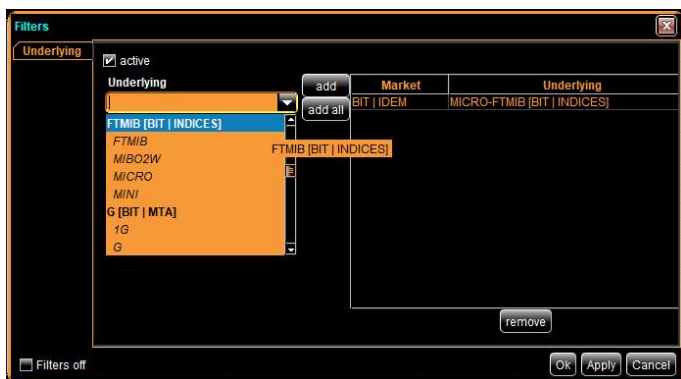 Filters
Underlying
active
Underlying
add
add all
Market Underlying
BIT | IDEM MICRO-FTMIB [BIT | INDICES]
FTMIB [BIT | INDICES]
FTMIB
FTMIB [BIT | INDICES]
MIBO2W
MICRO
MINI
G [BIT | MTA]
1G
G
remove
Filters off
Ok Apply Cancel